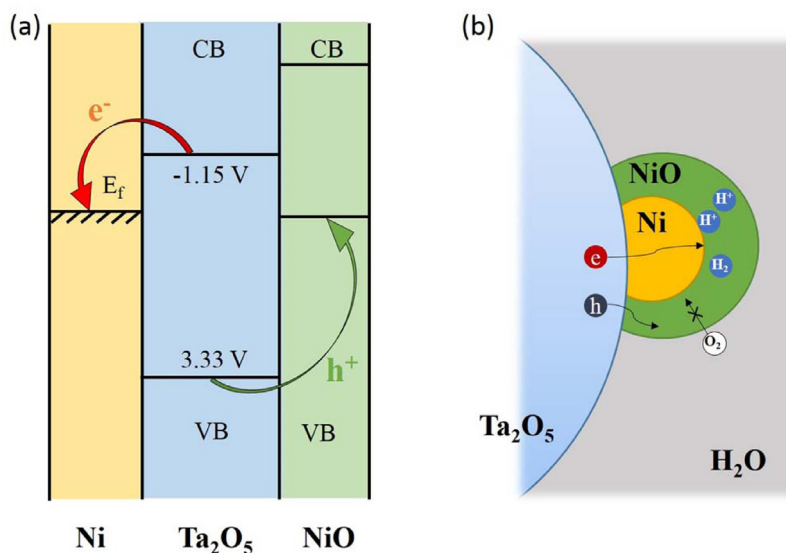 (a)
CB
CB
e⁻
-1.15 V
E_f
3.33 V
h⁺
VB
VB
Ni
Ta₂O₅
NiO
(b)
NiO
Ni
H⁺
H⁺
H₂
e
h
O₂
Ta₂O₅
H₂O